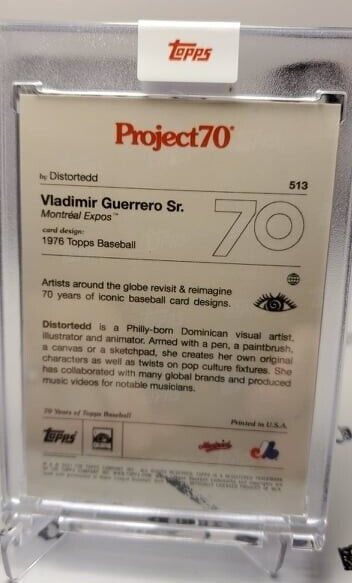 Topps
Project70®
by Distortedd
513
Vladimir Guerrero Sr.
Montréal Expos™
70
card design:
1976 Topps Baseball
Artists around the globe revisit & reimagine
70 years of iconic baseball card designs.
Distortedd is a Philly-born Dominican visual artist,
illustrator and animator. Armed with a pen, a paintbrush,
a canvas or a sketchpad, she creates her own original
characters as well as twists on pop culture fixtures. She
has collaborated with many global brands and produced
music videos for notable musicians.
70 Years of Topps Baseball
Printed in U.S.A.
Topps